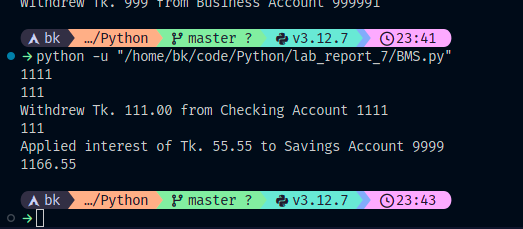 Withdrew Tk. 999 from Business Account 999991
bk …/Python master ? v3.12.7 23:41
→ python -u "/home/bk/code/Python/lab_report_7/BMS.py"
1111
111
Withdrew Tk. 111.00 from Checking Account 1111
111
Applied interest of Tk. 55.55 to Savings Account 9999
1166.55
bk …/Python master ? v3.12.7 23:43
→